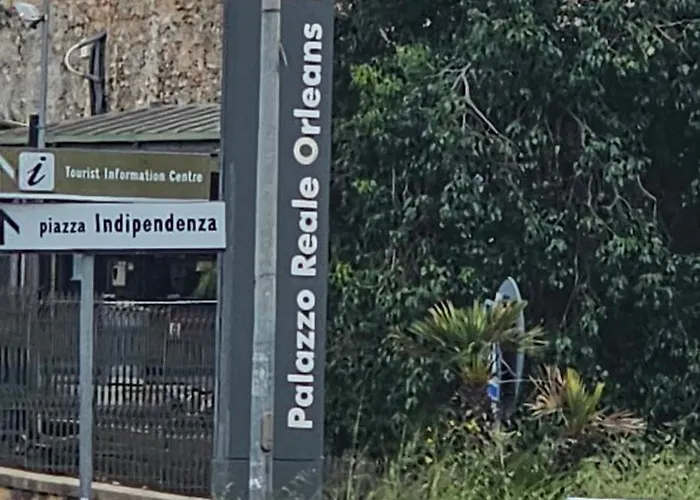 i Tourist Information Centre
piazza Indipendenza
Palazzo Reale Orleans